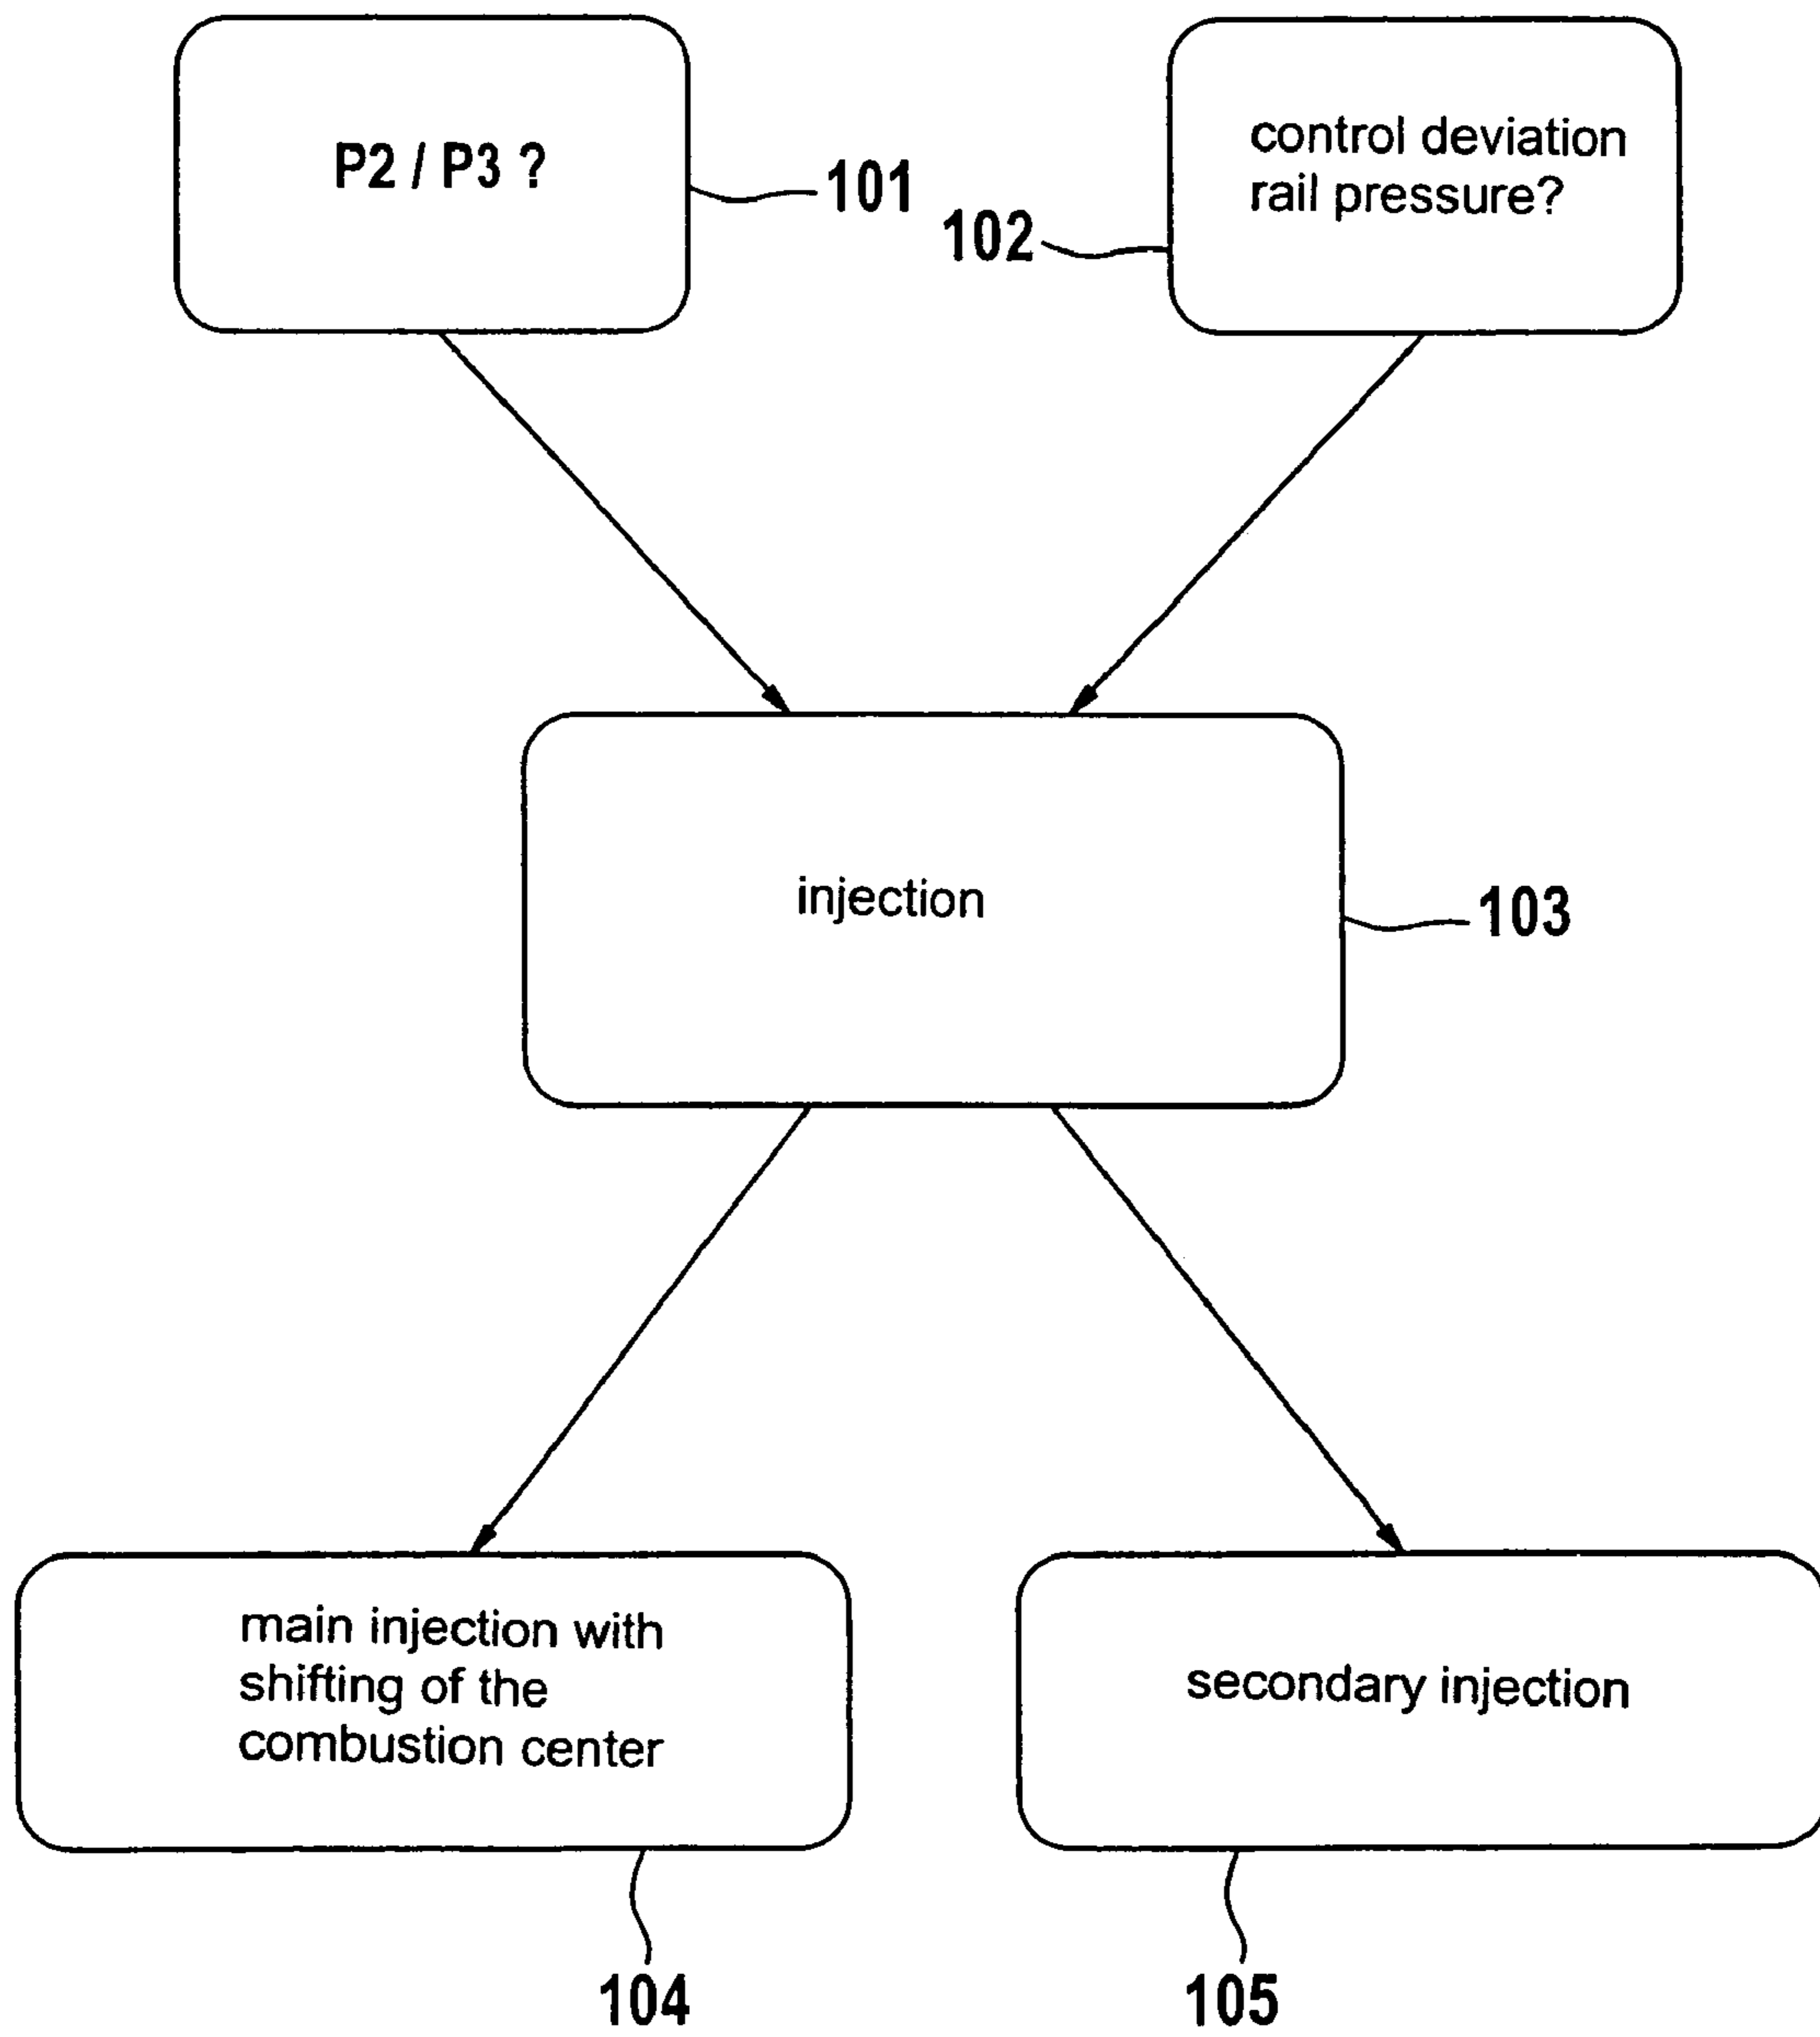 P2 / P3 ?
101
control deviation
rail pressure?
102
injection
103
main injection with
shifting of the
combustion center
104
secondary injection
105